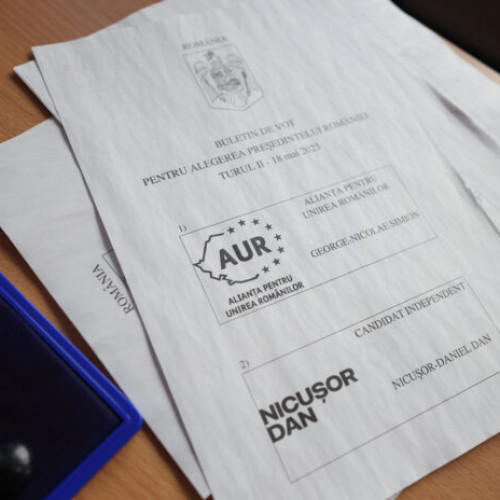 ROMÂNIA
BULETIN DE VOT
PENTRU ALEGEREA PREȘEDINTELUI ROMÂNIEI
TURUL II - 18 mai 2025
1)
ALIANȚA PENTRU
UNIREA ROMÂNILOR
AUR
ALIANȚA PENTRU
UNIREA ROMÂNILOR
GEORGE-NICOLAE SIMION
2)
CANDIDAT INDEPENDENT
NICUȘOR
DAN
NICUȘOR-DANIEL DAN
ROMÂNIA